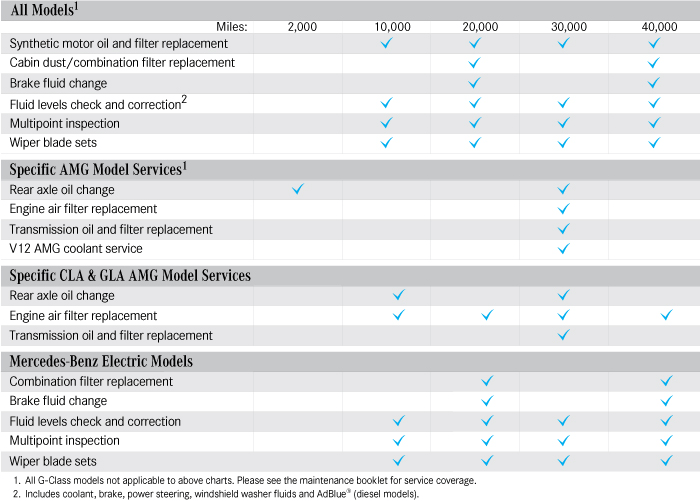 All Models1
Miles: 2,000 10,000 20,000 30,000 40,000
Synthetic motor oil and filter replacement ✓ ✓ ✓ ✓
Cabin dust/combination filter replacement ✓ ✓
Brake fluid change ✓ ✓
Fluid levels check and correction2 ✓ ✓ ✓ ✓
Multipoint inspection ✓ ✓ ✓ ✓
Wiper blade sets ✓ ✓ ✓ ✓
Specific AMG Model Services1
Rear axle oil change ✓ ✓
Engine air filter replacement ✓
Transmission oil and filter replacement ✓
V12 AMG coolant service ✓
Specific CLA & GLA AMG Model Services
Rear axle oil change ✓ ✓
Engine air filter replacement ✓ ✓ ✓ ✓
Transmission oil and filter replacement ✓
Mercedes-Benz Electric Models
Combination filter replacement ✓ ✓
Brake fluid change ✓ ✓
Fluid levels check and correction ✓ ✓ ✓ ✓
Multipoint inspection ✓ ✓ ✓ ✓
Wiper blade sets ✓ ✓ ✓ ✓
1. All G-Class models not applicable to above charts. Please see the maintenance booklet for service coverage.
2. Includes coolant, brake, power steering, windshield washer fluids and AdBlue® (diesel models).